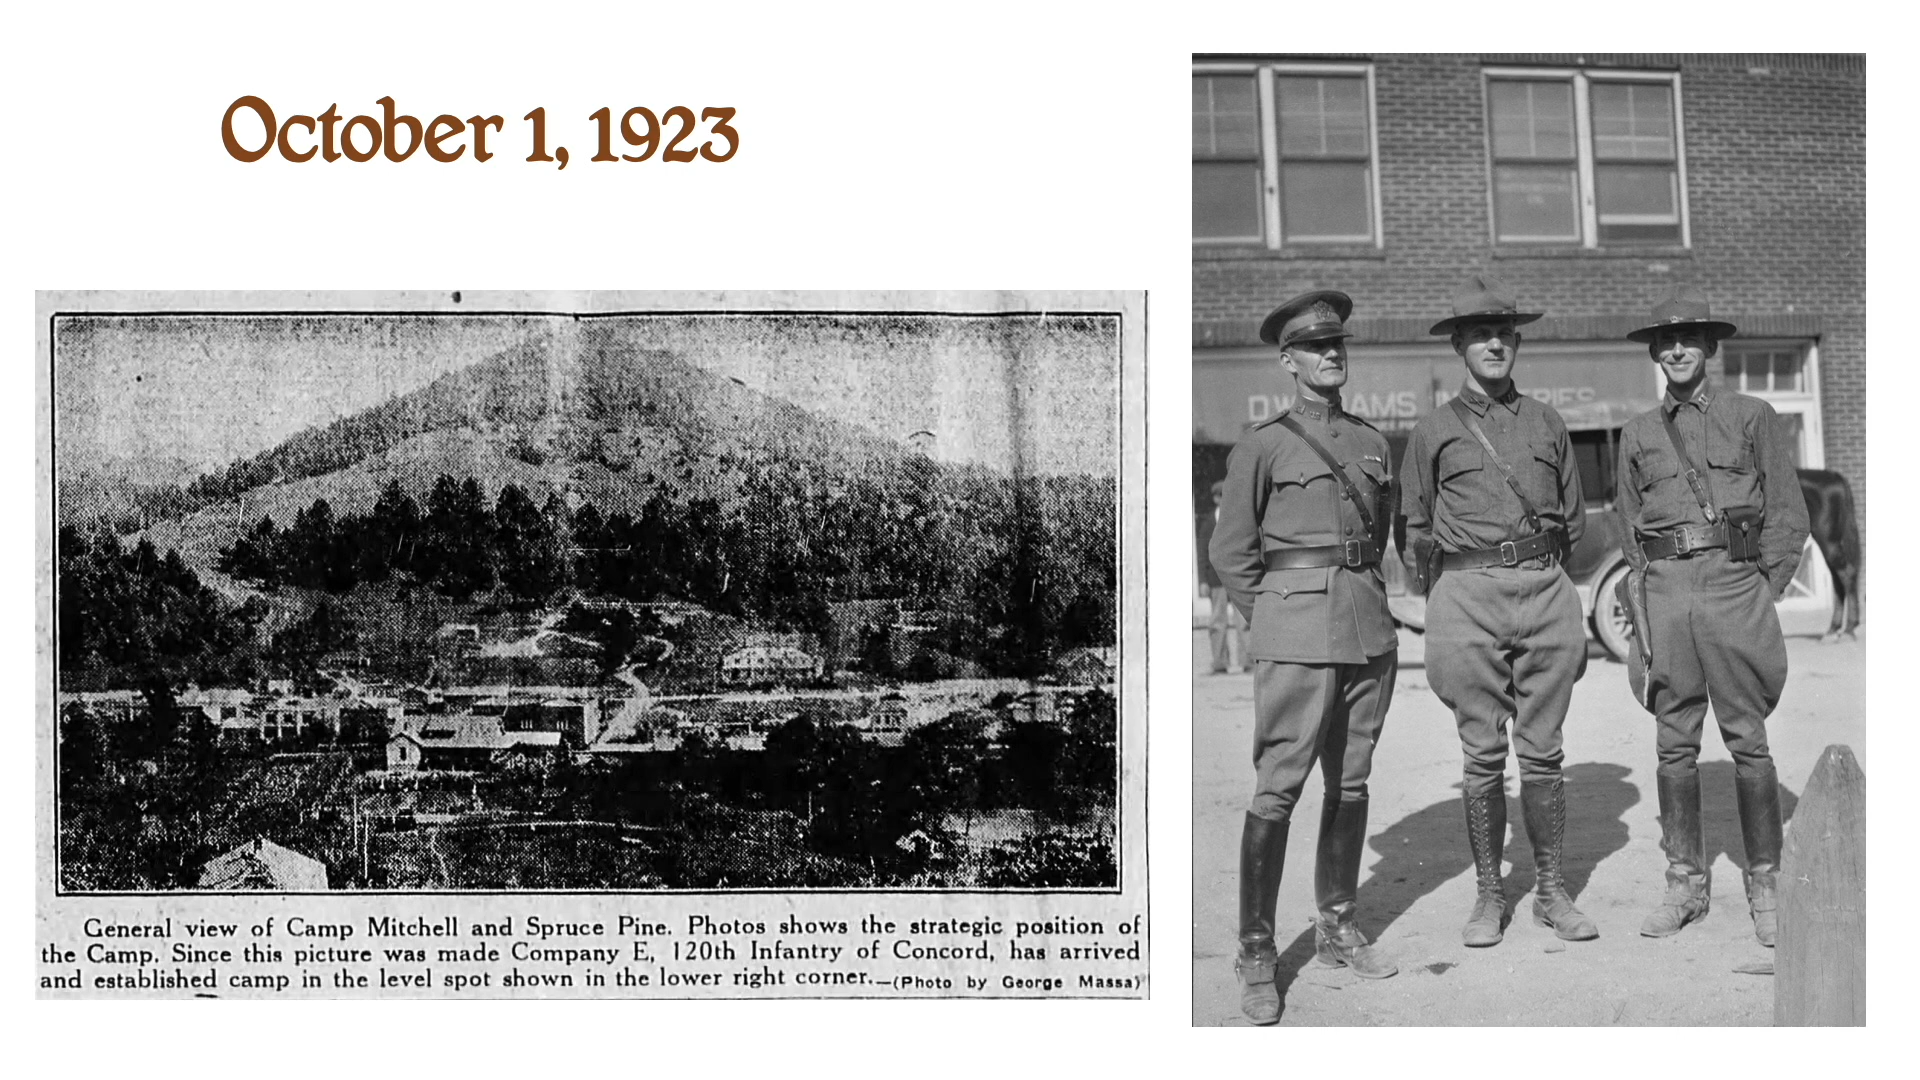 October 1, 1923
General view of Camp Mitchell and Spruce Pine. Photos shows the strategic position of
the Camp. Since this picture was made Company E, 120th Infantry of Concord, has arrived
and established camp in the level spot shown in the lower right corner.—(Photo by George Massa)